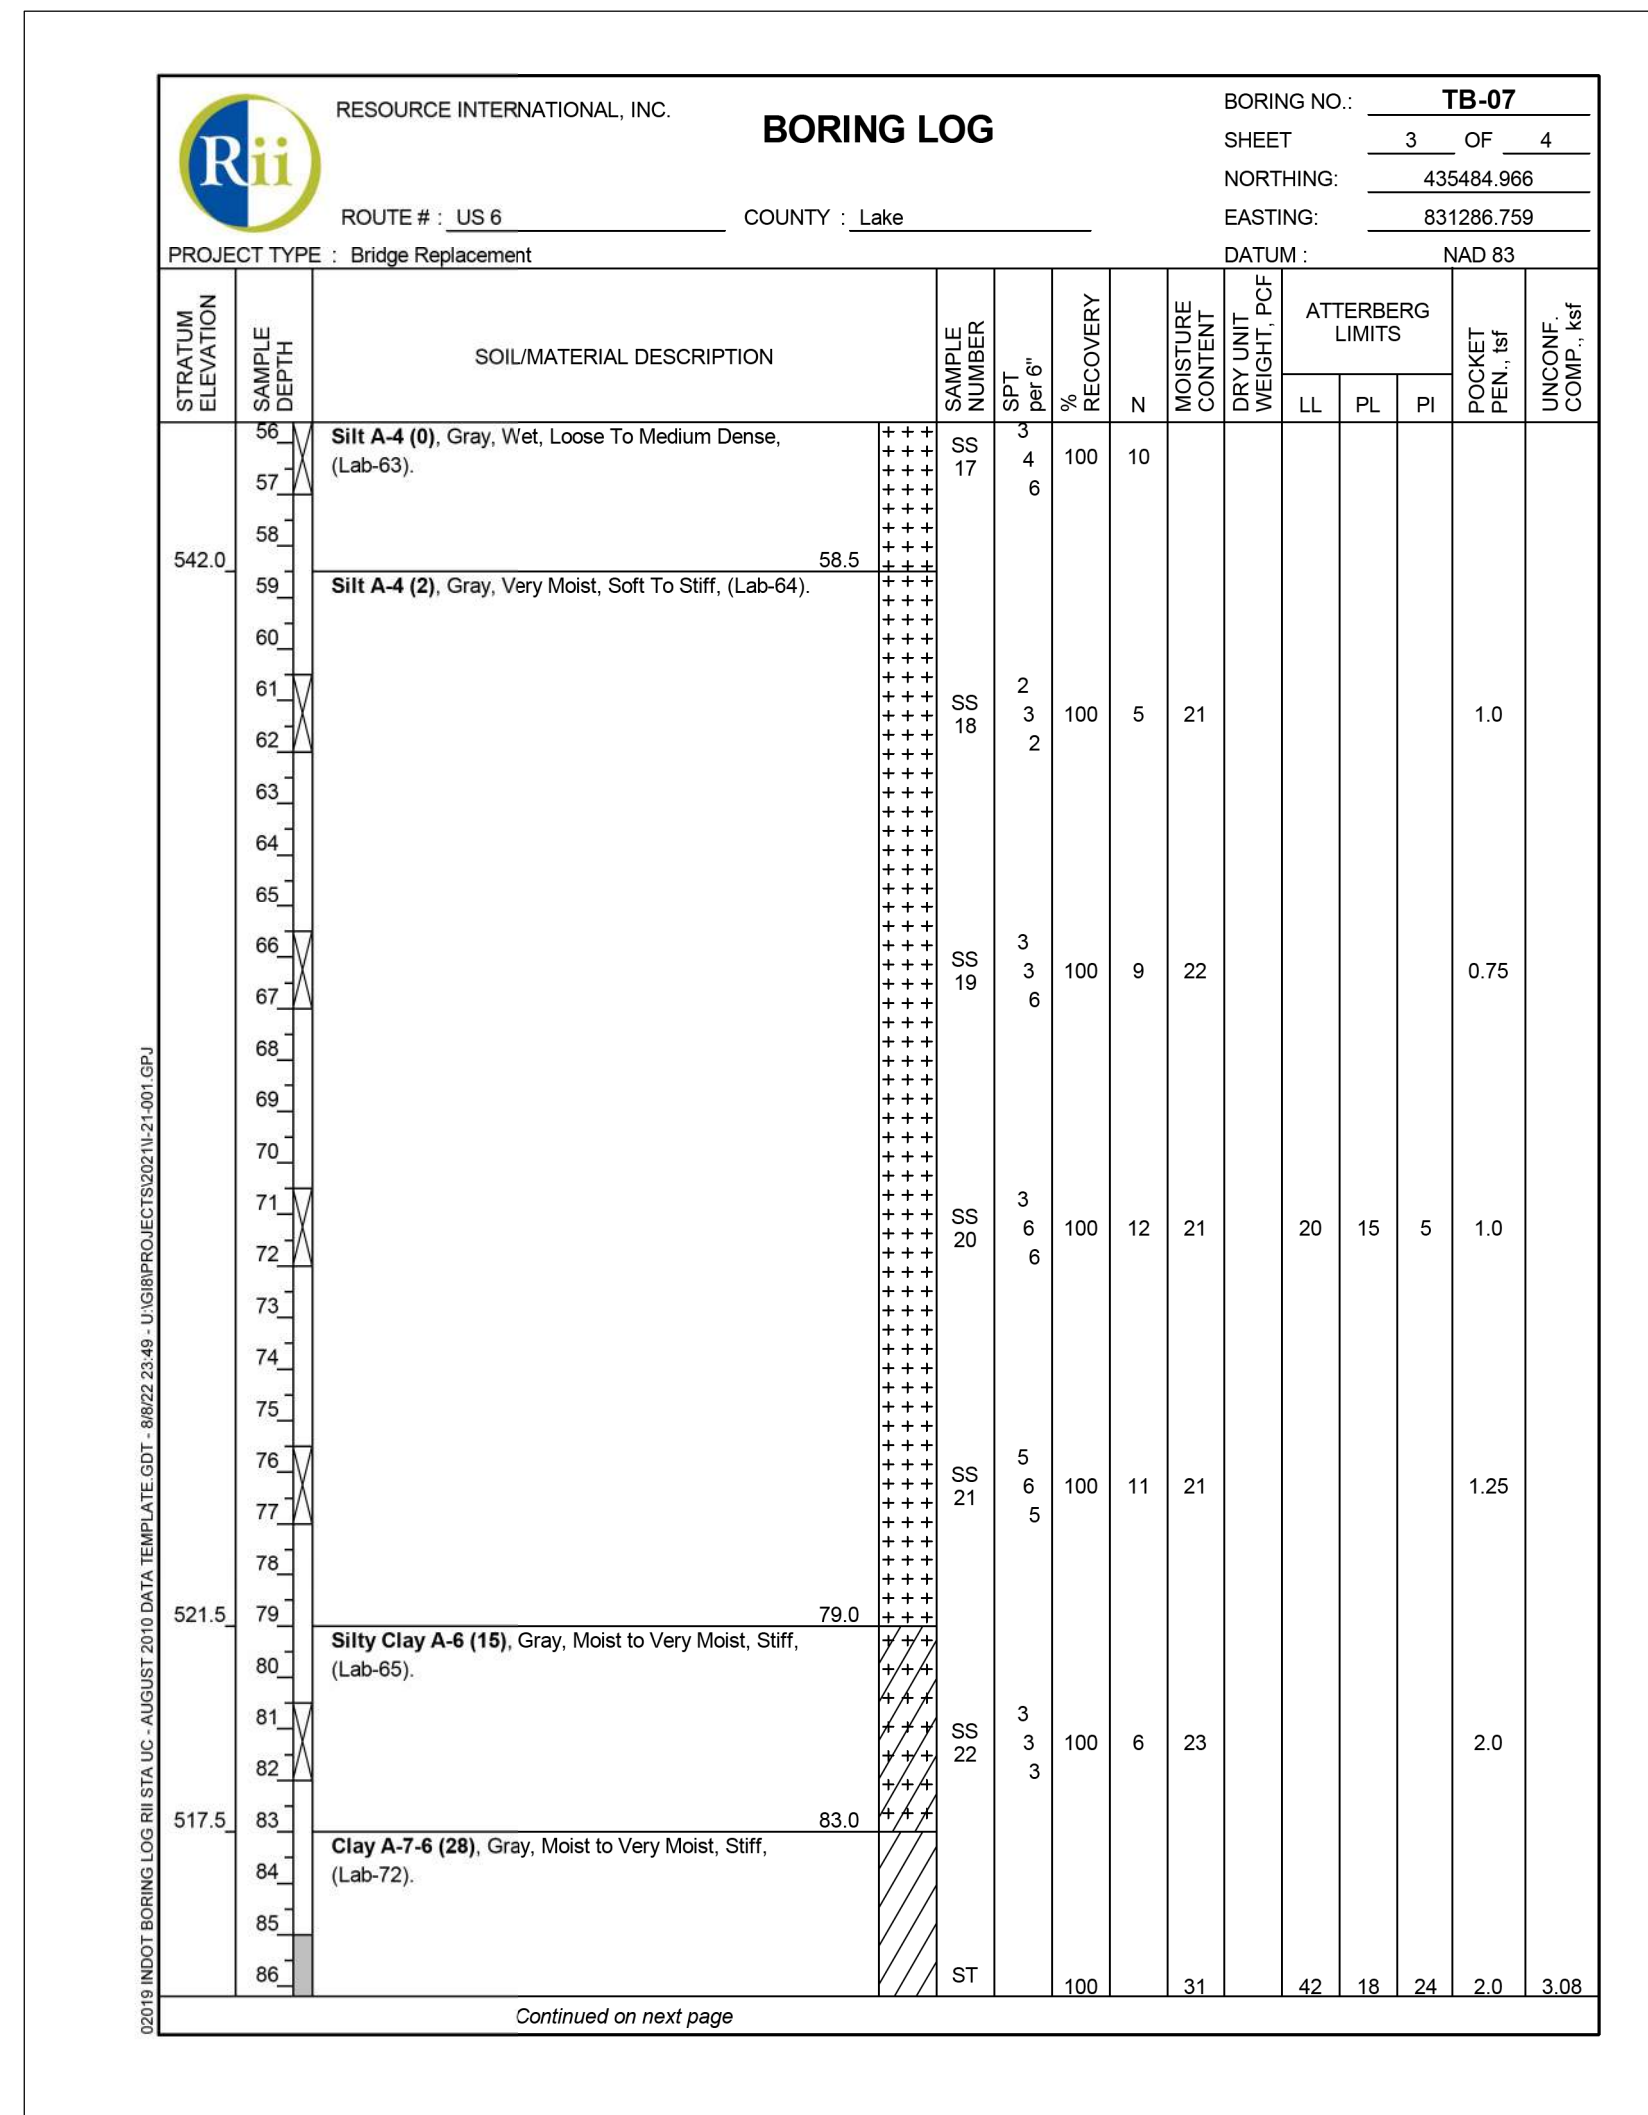 Rii
RESOURCE INTERNATIONAL, INC.
BORING LOG
BORING NO.: TB-07
SHEET 3 OF 4
NORTHING: 435484.966
ROUTE # : US 6 COUNTY : Lake
EASTING: 831286.759
PROJECT TYPE : Bridge Replacement
DATUM : NAD 83
STRATUM ELEVATION
SAMPLE DEPTH
SOIL/MATERIAL DESCRIPTION
SAMPLE NUMBER
SPT per 6"
% RECOVERY
N
MOISTURE CONTENT
DRY UNIT WEIGHT, PCF
ATTERBERG LIMITS
LL PL PI
POCKET PEN., tsf
UNCONF. COMP., ksf
56 Silt A-4 (0), Gray, Wet, Loose To Medium Dense,
(Lab-63).
SS 17 3 4 6 100 10
57
58
542.0 58.5
59 Silt A-4 (2), Gray, Very Moist, Soft To Stiff, (Lab-64).
60
61
SS 18 2 3 2 100 5 21 1.0
62
63
64
65
66
SS 19 3 3 6 100 9 22 0.75
67
68
69
70
71
SS 20 3 6 6 100 12 21 20 15 5 1.0
72
73
74
75
76
SS 21 5 6 5 100 11 21 1.25
77
78
521.5 79 79.0
Silty Clay A-6 (15), Gray, Moist to Very Moist, Stiff,
80 (Lab-65).
81
SS 22 3 3 3 100 6 23 2.0
82
517.5 83 83.0
Clay A-7-6 (28), Gray, Moist to Very Moist, Stiff,
84 (Lab-72).
85
86 ST 100 31 42 18 24 2.0 3.08
Continued on next page
02019 INDOT BORING LOG RII STA UC - AUGUST 2010 DATA TEMPLATE.GDT - 8/8/22 23:49 - U:\GI8\PROJECTS\2021\I-21-001.GPJ